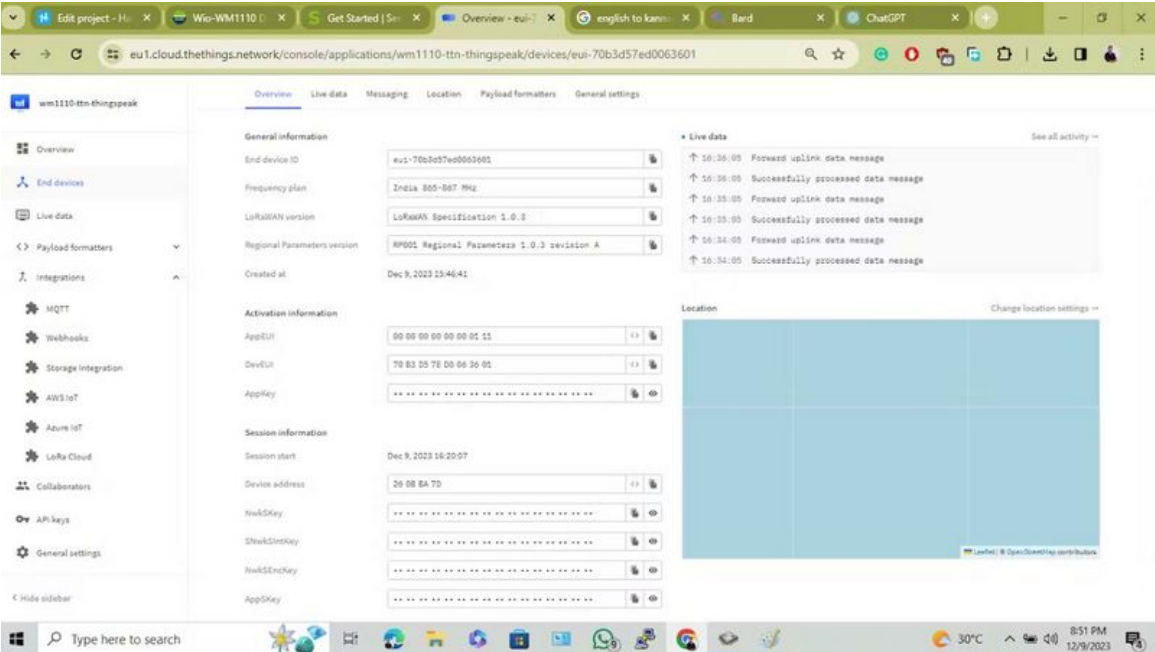 Edit project - Ha
Wio-WM1110 D
Get Started | Se
Overview - eui-7
english to kann
Bard
ChatGPT
eu1.cloud.thethings.network/console/applications/wm1110-ttn-thingspeak/devices/eui-70b3d57ed0063601
wm1110-ttn-thingspeak
Overview
End devices
Live data
Payload formatters
Integrations
MQTT
Webhooks
Storage Integration
AWS IoT
Azure IoT
LoRa Cloud
Collaborators
API keys
General settings
< Hide sidebar
Overview Live data Messaging Location Payload formatters General settings
General information
End device ID eui-70b3d57ed0063601
Frequency plan India 865-867 MHz
LoRaWAN version LoRaWAN Specification 1.0.3
Regional Parameters version RP001 Regional Parameters 1.0.3 revision A
Created at Dec 9, 2023 15:46:41
Activation information
AppEUI 00 00 00 00 00 00 01 11
DevEUI 70 B3 D5 7E D0 06 36 01
AppKey
Session information
Session start Dec 9, 2023 16:20:07
Device address 26 0B EA 7D
NwkSKey
SNwkSIntKey
NwkSEncKey
AppSKey
Live data See all activity →
↑ 16:36:05 Forward uplink data message
↑ 16:36:05 Successfully processed data message
↑ 16:35:05 Forward uplink data message
↑ 16:35:05 Successfully processed data message
↑ 16:34:05 Forward uplink data message
↑ 16:34:05 Successfully processed data message
Location Change location settings →
Leaflet | © OpenStreetMap contributors
Type here to search
30°C
8:51 PM
12/9/2023